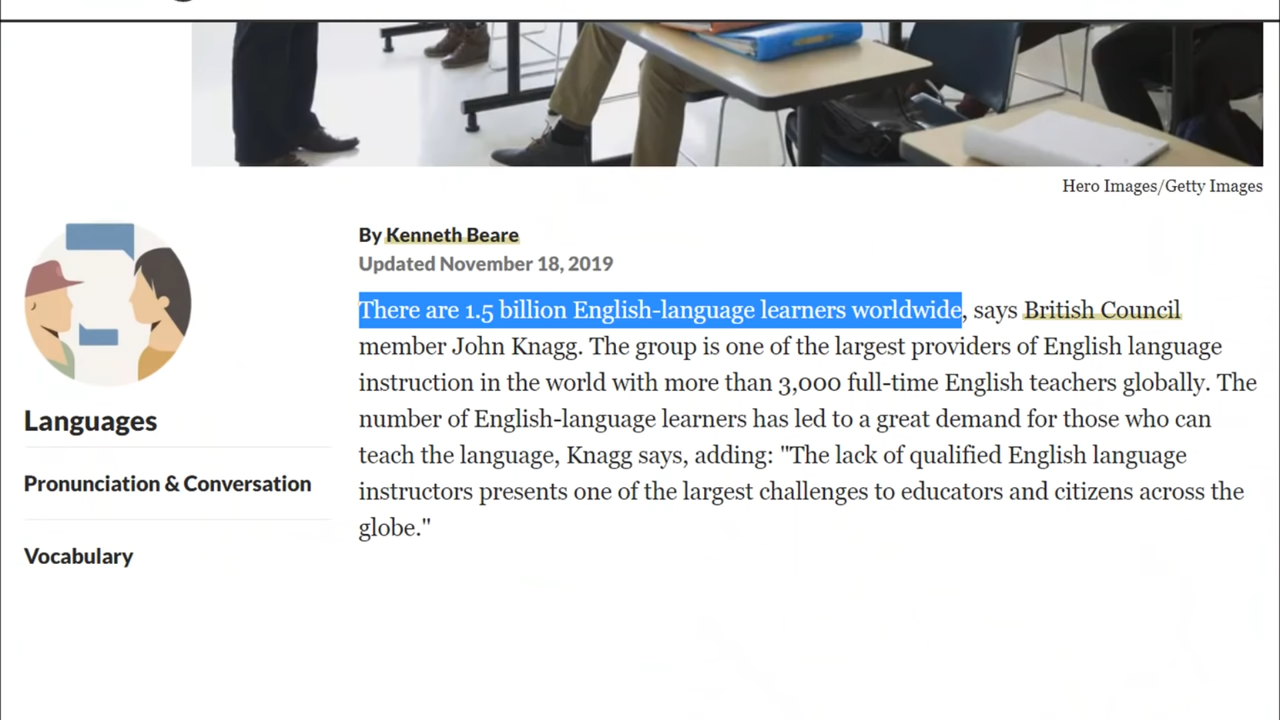 Hero Images/Getty Images
By Kenneth Beare
Updated November 18, 2019
There are 1.5 billion English-language learners worldwide, says British Council
member John Knagg. The group is one of the largest providers of English language
instruction in the world with more than 3,000 full-time English teachers globally. The
number of English-language learners has led to a great demand for those who can
teach the language, Knagg says, adding: "The lack of qualified English language
instructors presents one of the largest challenges to educators and citizens across the
globe."
Languages
Pronunciation & Conversation
Vocabulary